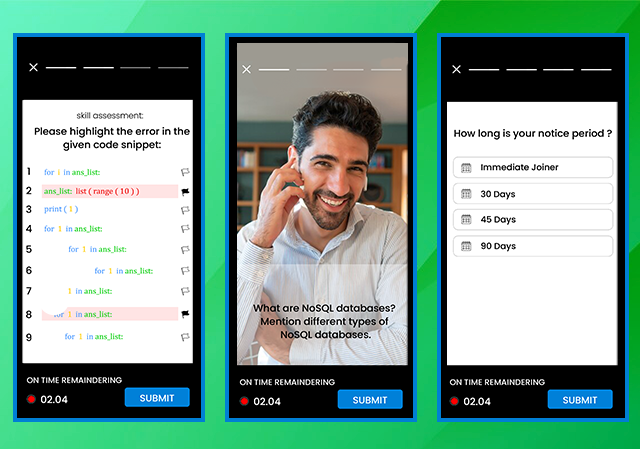 skill assessment:
Please highlight the error in the
given code snippet:
1 for i in ans_list:
2 ans_list: list ( range ( 10 ) )
3 print ( 1 )
4 for 1 in ans_list:
5 for 1 in ans_list:
6 for 1 in ans_list:
7 1 in ans_list:
8 for 1 in ans_list:
9 for 1 in ans_list:
ON TIME REMAINDERING
02.04
SUBMIT
What are NoSQL databases?
Mention different types of
NoSQL databases.
ON TIME REMAINDERING
02.04
SUBMIT
How long is your notice period ?
Immediate Joiner
30 Days
45 Days
90 Days
ON TIME REMAINDERING
02.04
SUBMIT